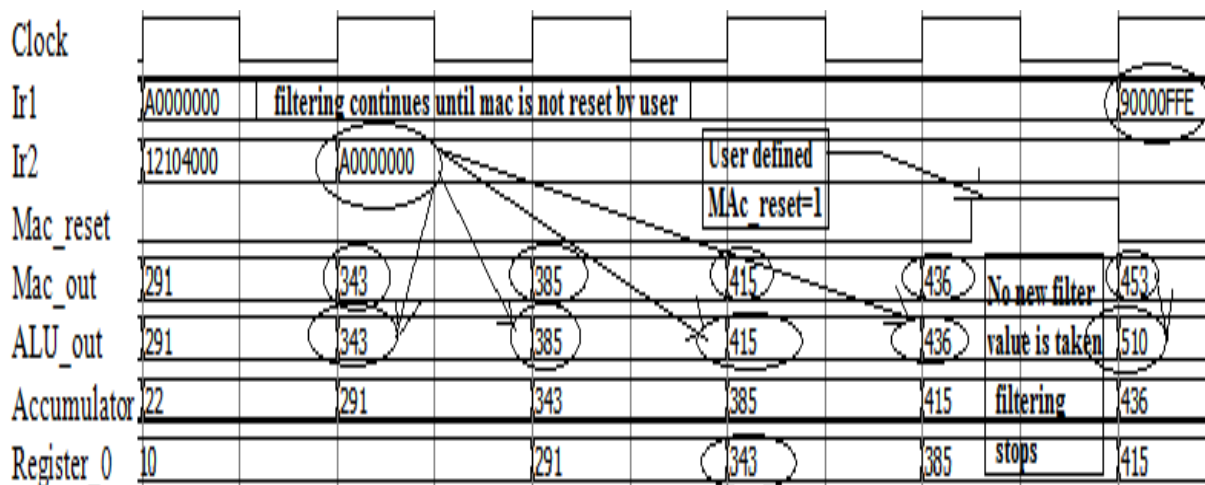 Clock
Ir1 A0000000 filtering continues until mac is not reset by user 90000FFE
Ir2 12104000 A0000000
User defined
MAc_reset=1
Mac_reset
Mac_out 291 343 385 415 436 453
No new filter
ALU_out 291 343 385 415 436 510
value is taken
Accumulator 22 291 343 385 415 436
filtering
stops
Register_0 10 291 343 385 415